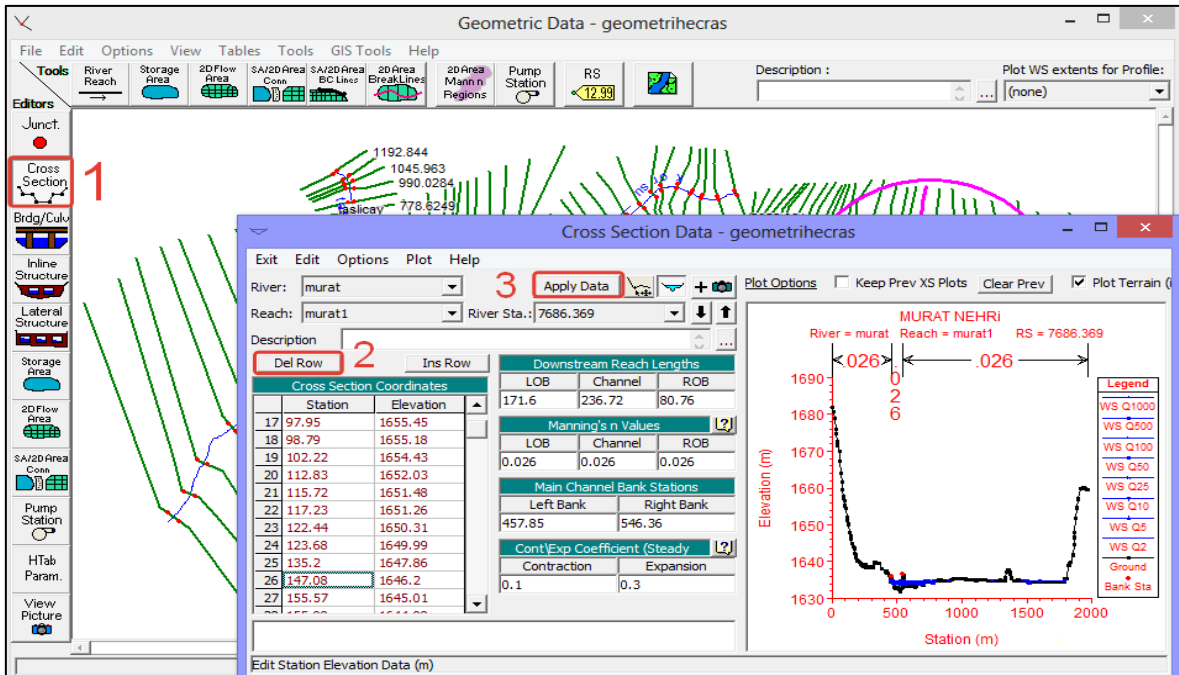 Geometric Data - geometrihecras
File Edit Options View Tables Tools GIS Tools Help
Tools
Editors
River Reach
Storage Area
2D Flow Area
SA/2D Area Conn
SA/2D Area BC Lines
2D Area BreakLines
2D Area Mann n Regions
Pump Station
RS
12.99
Description :
...
Plot WS extents for Profile:
(none)
Junct.
Cross Section
1
Brdg/Culv
Inline Structure
Lateral Structure
Storage Area
2D Flow Area
SA/2D Area Conn
Pump Station
HTab Param.
View Picture
1192.844
1045.963
990.0284
778.6249
taslicay
Cross Section Data - geometrihecras
Exit Edit Options Plot Help
River: murat
3
Apply Data
Plot Options
Keep Prev XS Plots
Clear Prev
Plot Terrain (i
Reach: murat1
River Sta.: 7686.369
Description
...
Del Row
2
Ins Row
Cross Section Coordinates
Station Elevation
17 97.95 1655.45
18 98.79 1655.18
19 102.22 1654.43
20 112.83 1652.03
21 115.72 1651.48
22 117.23 1651.26
23 122.44 1650.31
24 123.68 1649.99
25 135.2 1647.86
26 147.08 1646.2
27 155.57 1645.01
Downstream Reach Lengths
LOB Channel ROB
171.6 236.72 80.76
Manning's n Values
LOB Channel ROB
0.026 0.026 0.026
Main Channel Bank Stations
Left Bank Right Bank
457.85 546.36
Cont\Exp Coefficient (Steady
Contraction Expansion
0.1 0.3
Edit Station Elevation Data (m)
MURAT NEHRi
River = murat Reach = murat1 RS = 7686.369
.026
.026
.026
1690
1680
1670
1660
1650
1640
1630
Elevation (m)
0 500 1000 1500 2000
Station (m)
Legend
WS Q1000
WS Q500
WS Q100
WS Q50
WS Q25
WS Q10
WS Q5
WS Q2
Ground
Bank Sta